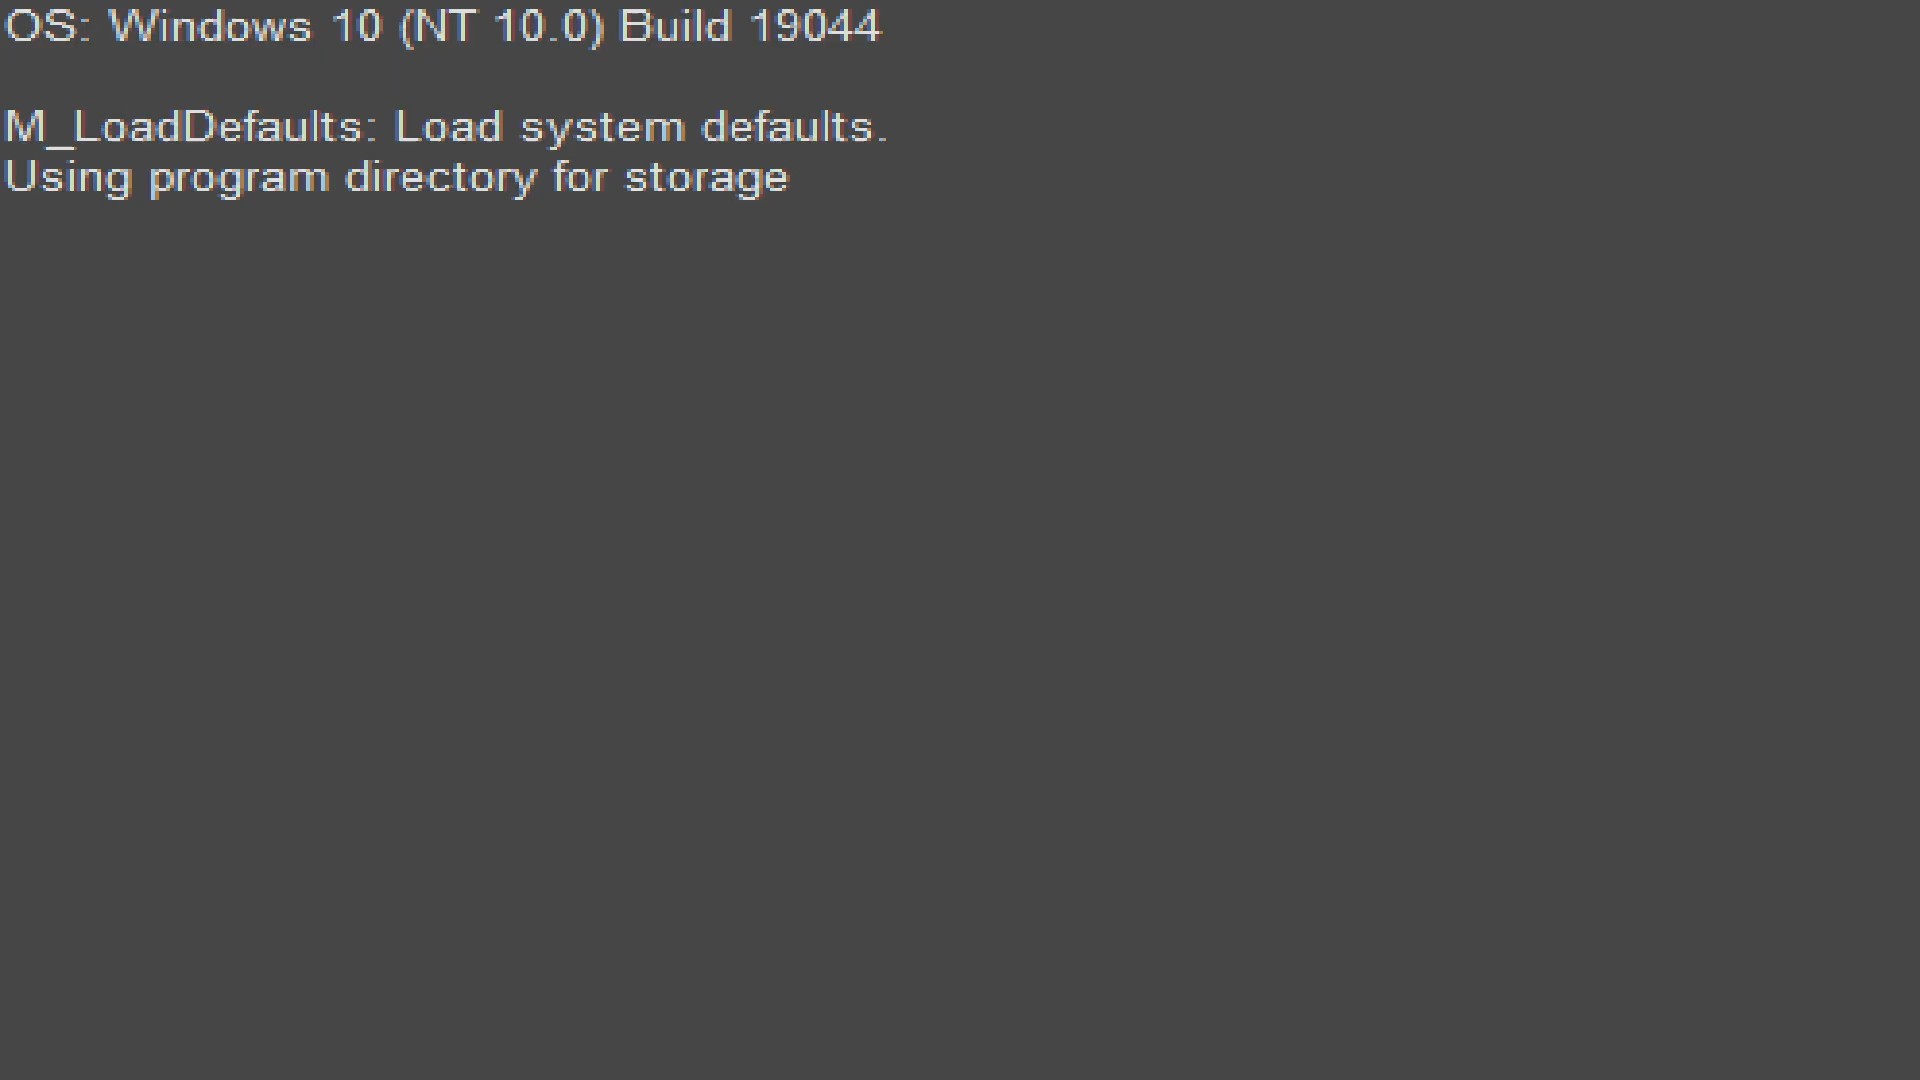 OS: Windows 10 (NT 10.0) Build 19044
M_LoadDefaults: Load system defaults.
Using program directory for storage